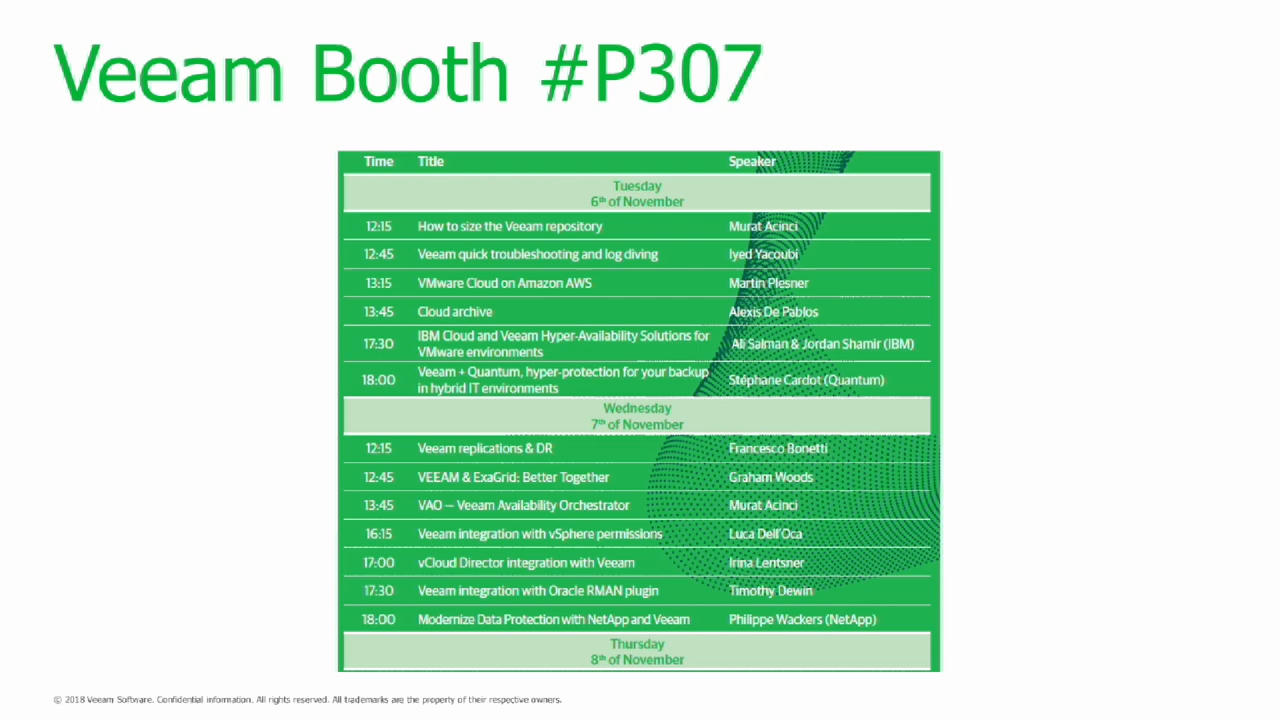 Veeam Booth #P307
Time Title Speaker
Tuesday
6th of November
12:15 How to size the Veeam repository Murat Acinci
12:45 Veeam quick troubleshooting and log diving Iyed Yacoubi
13:15 VMware Cloud on Amazon AWS Martin Plesner
13:45 Cloud archive Alexis De Pablos
17:30 IBM Cloud and Veeam Hyper-Availability Solutions for VMware environments Ali Salman & Jordan Shamir (IBM)
18:00 Veeam + Quantum, hyper-protection for your backup in hybrid IT environments Stéphane Cardot (Quantum)
Wednesday
7th of November
12:15 Veeam replications & DR Francesco Bonetti
12:45 VEEAM & ExaGrid: Better Together Graham Woods
13:45 VAO – Veeam Availability Orchestrator Murat Acinci
16:15 Veeam integration with vSphere permissions Luca Dell'Oca
17:00 vCloud Director integration with Veeam Irina Lentsner
17:30 Veeam integration with Oracle RMAN plugin Timothy Dewin
18:00 Modernize Data Protection with NetApp and Veeam Philippe Wackers (NetApp)
Thursday
8th of November
© 2018 Veeam Software. Confidential information. All rights reserved. All trademarks are the property of their respective owners.